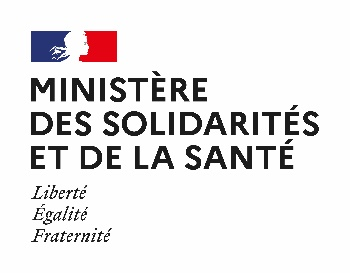 MINISTÈRE
DES SOLIDARITÉS
ET DE LA SANTÉ
Liberté
Égalité
Fraternité